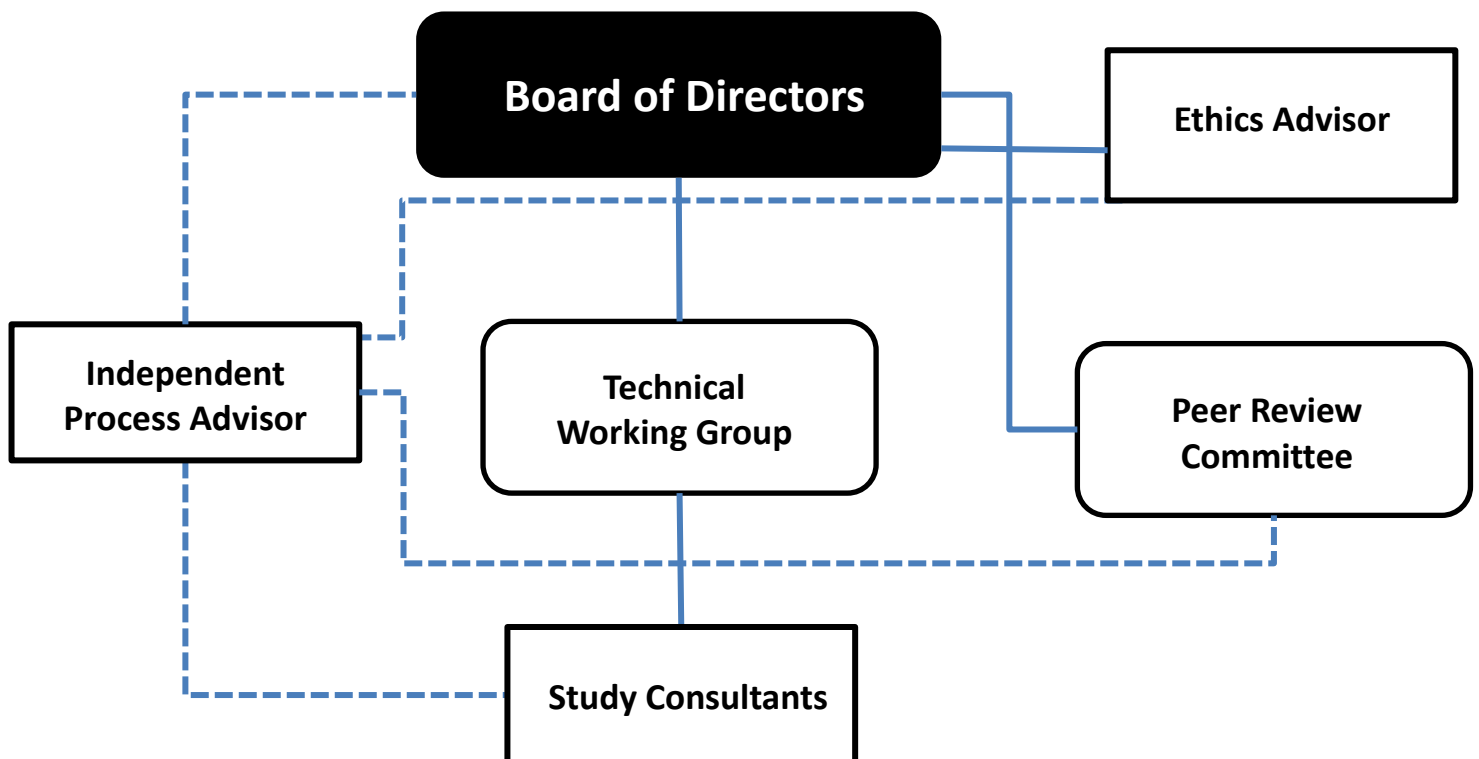 Board of Directors
Ethics Advisor
Independent
Process Advisor
Technical
Working Group
Peer Review
Committee
Study Consultants